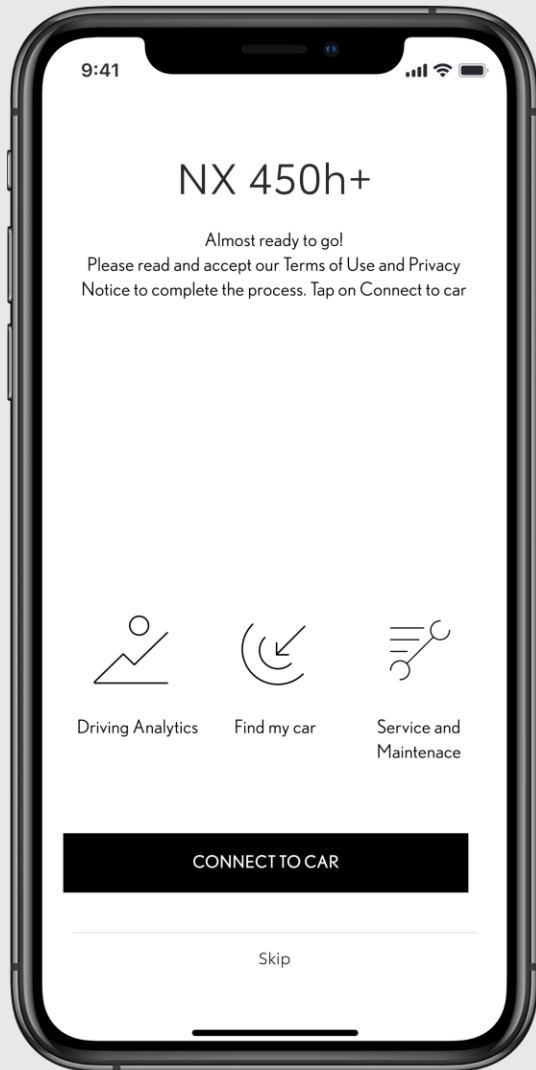 9:41
NX 450h+
Almost ready to go!
Please read and accept our Terms of Use and Privacy
Notice to complete the process. Tap on Connect to car
Driving Analytics
Find my car
Service and
Maintenace
CONNECT TO CAR
Skip